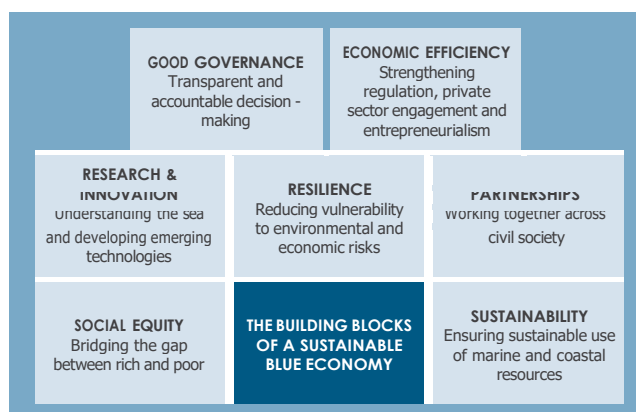 GOOD GOVERNANCE
Transparent and
accountable decision -
making
ECONOMIC EFFICIENCY
Strengthening
regulation, private
sector engagement and
entrepreneurialism
RESEARCH &
INNOVATION
Understanding the sea
and developing emerging
technologies
RESILIENCE
Reducing vulnerability
to environmental and
economic risks
PARTNERSHIPS
Working together across
civil society
SOCIAL EQUITY
Bridging the gap
between rich and poor
THE BUILDING BLOCKS
OF A SUSTAINABLE
BLUE ECONOMY
SUSTAINABILITY
Ensuring sustainable use
of marine and coastal
resources